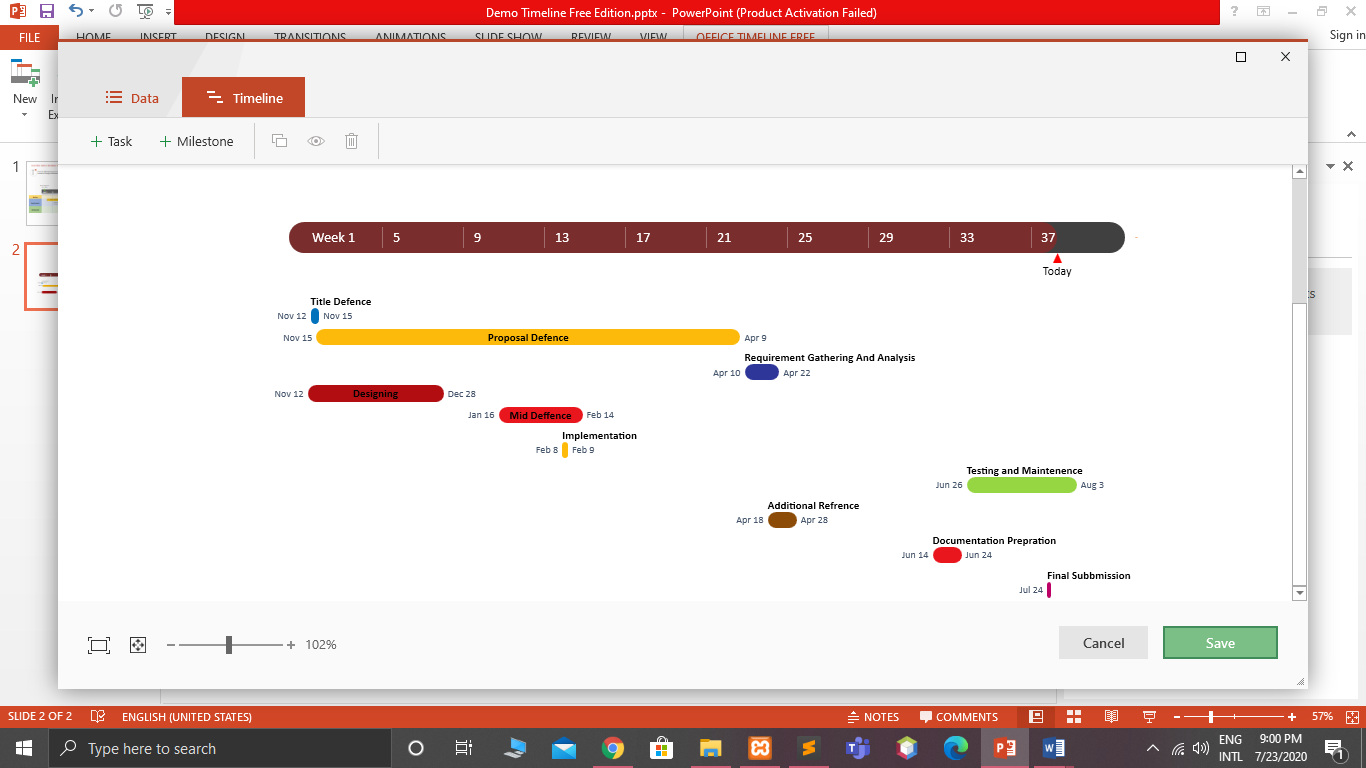 Demo Timeline Free Edition.pptx - PowerPoint (Product Activation Failed)
FILE HOME INSERT DESIGN TRANSITIONS ANIMATIONS SLIDE SHOW REVIEW VIEW OFFICE TIMELINE FREE Sign in
New
Data Timeline
+ Task + Milestone
1
2
Week 1 5 9 13 17 21 25 29 33 37
Today
Title Defence
Nov 12 Nov 15
Nov 15 Proposal Defence Apr 9
Requirement Gathering And Analysis
Apr 10 Apr 22
Nov 12 Designing Dec 28
Jan 16 Mid Deffence Feb 14
Implementation
Feb 8 Feb 9
Testing and Maintenence
Jun 26 Aug 3
Additional Refrence
Apr 18 Apr 28
Documentation Prepration
Jun 14 Jun 24
Final Subbmission
Jul 24
102%
Cancel Save
SLIDE 2 OF 2 ENGLISH (UNITED STATES) NOTES COMMENTS 57%
Type here to search
ENG 9:00 PM
INTL 7/23/2020 1